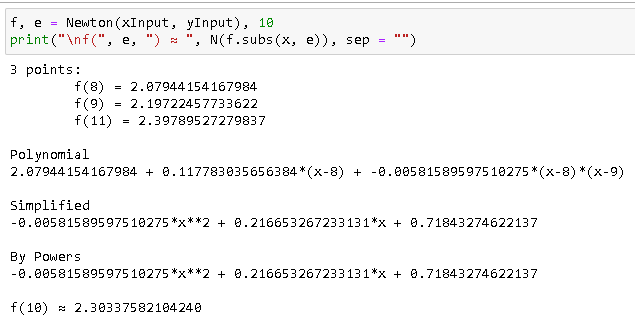 f, e = Newton(xInput, yInput), 10
print("\nf(", e, ") ≈ ", N(f.subs(x, e)), sep = "")
3 points:
f(8) = 2.07944154167984
f(9) = 2.19722457733622
f(11) = 2.39789527279837
Polynomial
2.07944154167984 + 0.117783035656384*(x-8) + -0.00581589597510275*(x-8)*(x-9)
Simplified
-0.00581589597510275*x**2 + 0.216653267233131*x + 0.71843274622137
By Powers
-0.00581589597510275*x**2 + 0.216653267233131*x + 0.71843274622137
f(10) ≈ 2.30337582104240